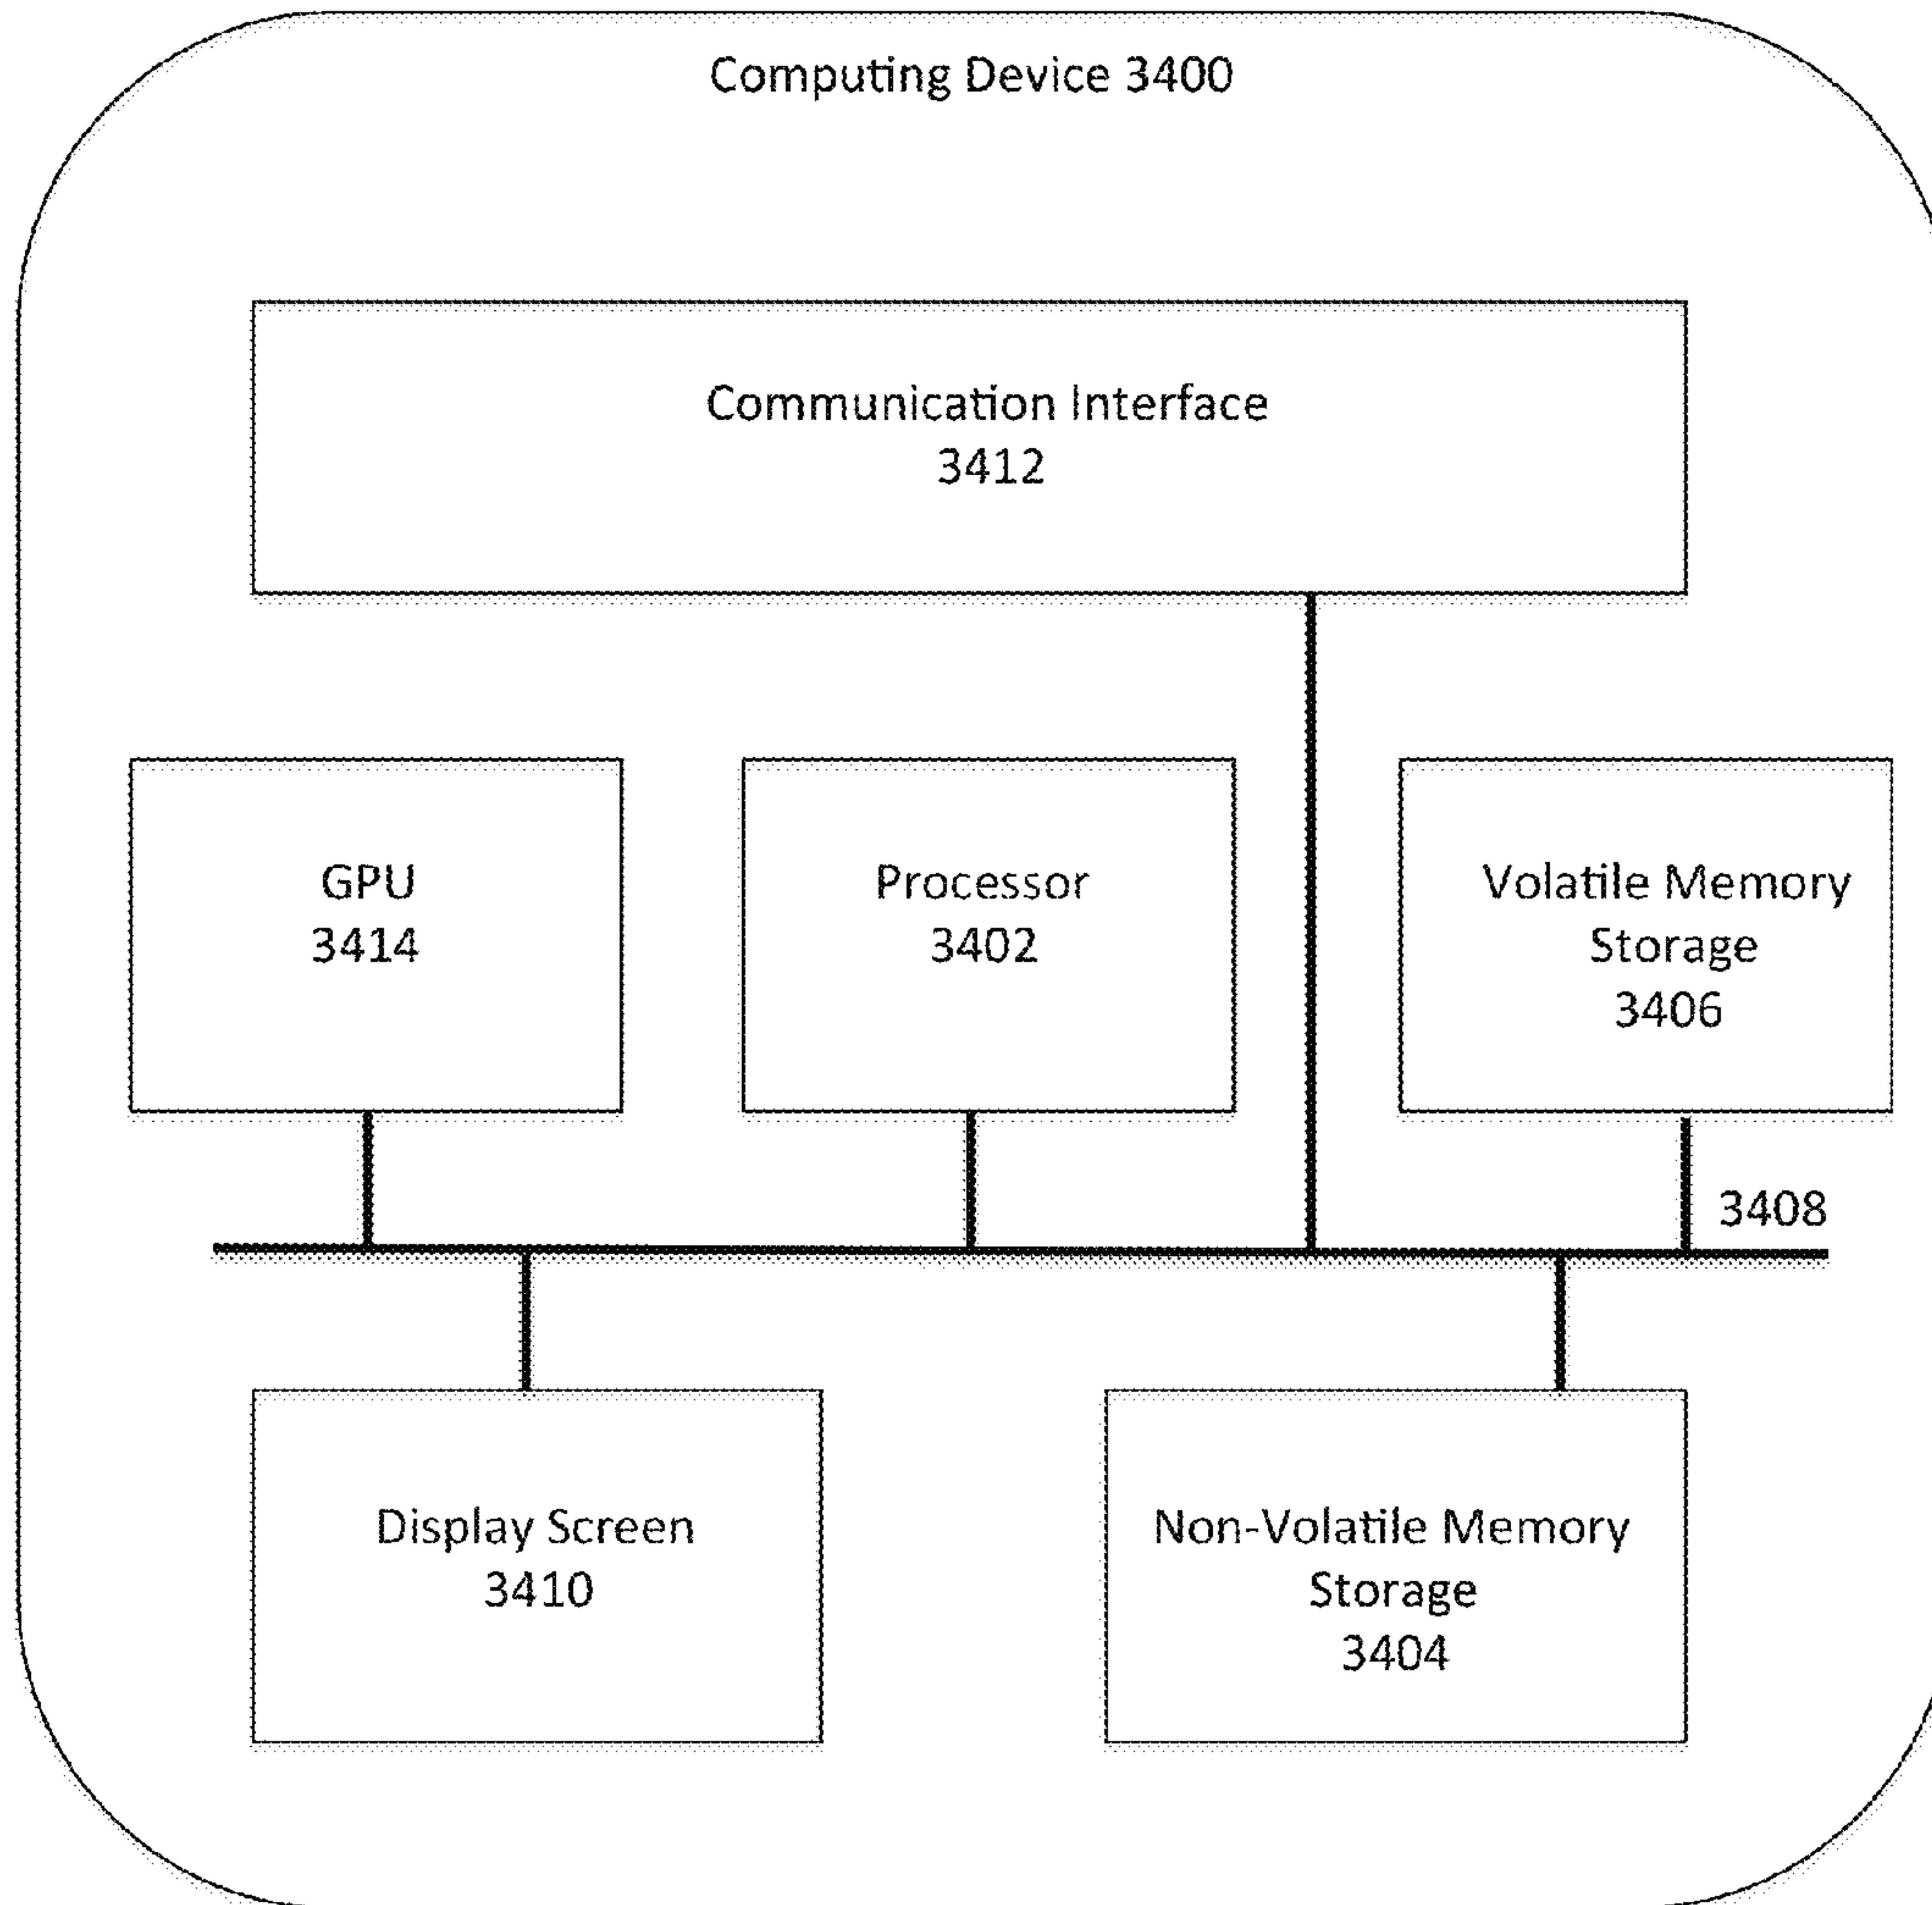 Computing Device 3400
Communication Interface
3412
GPU
3414
Processor
3402
Volatile Memory
Storage
3406
3408
Display Screen
3410
Non-Volatile Memory
Storage
3404